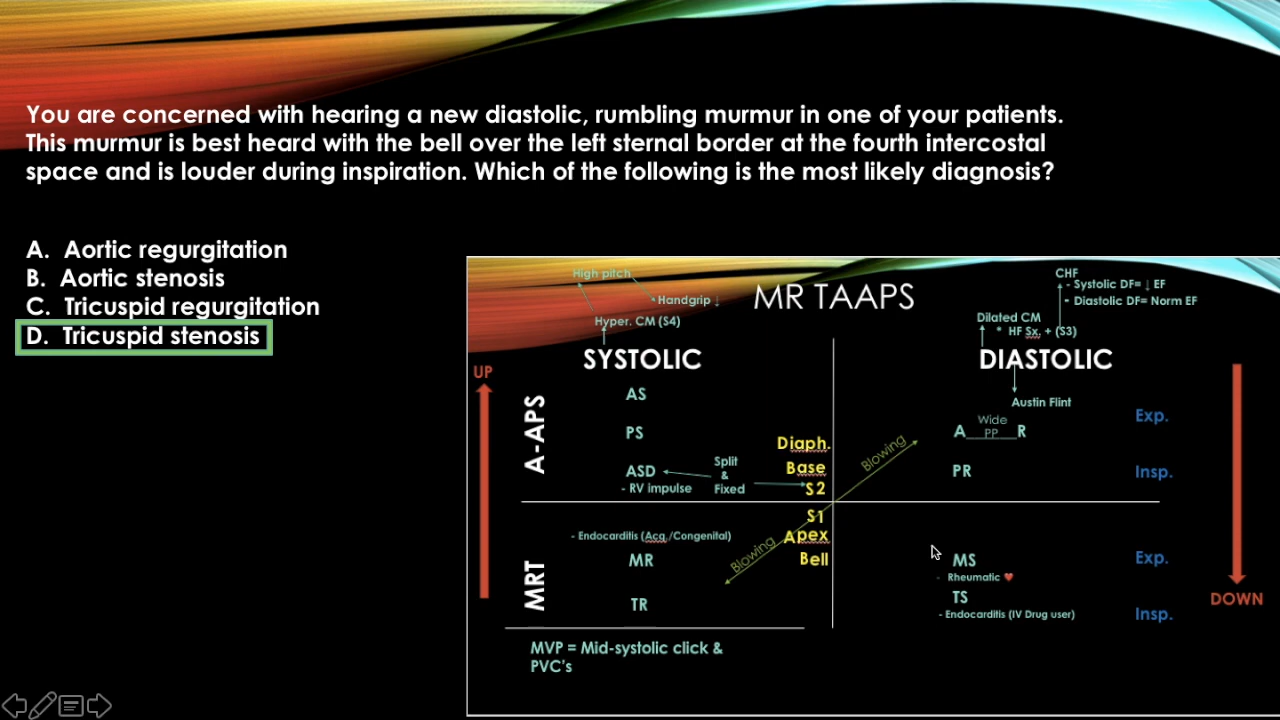 You are concerned with hearing a new diastolic, rumbling murmur in one of your patients.
This murmur is best heard with the bell over the left sternal border at the fourth intercostal
space and is louder during inspiration. Which of the following is the most likely diagnosis?
A. Aortic regurgitation
B. Aortic stenosis
C. Tricuspid regurgitation
D. Tricuspid stenosis
MR TAAPS
High pitch
Handgrip ↓
Hyper. CM (S4)
SYSTOLIC
CHF
- Systolic DF= ↓ EF
- Diastolic DF= Norm EF
Dilated CM
* HF Sx. + (S3)
DIASTOLIC
Austin Flint
UP
A-APS
AS
PS
ASD
- RV impulse
Split
&
Fixed
Diaph.
Base
S2
Blowing
Wide
A___PP___R
PR
Exp.
Insp.
S1
Apex
Bell
MRT
- Endocarditis (Acq./Congenital)
MR
TR
Blowing
MS
- Rheumatic ♥
TS
- Endocarditis (IV Drug user)
Exp.
Insp.
DOWN
MVP = Mid-systolic click &
PVC's